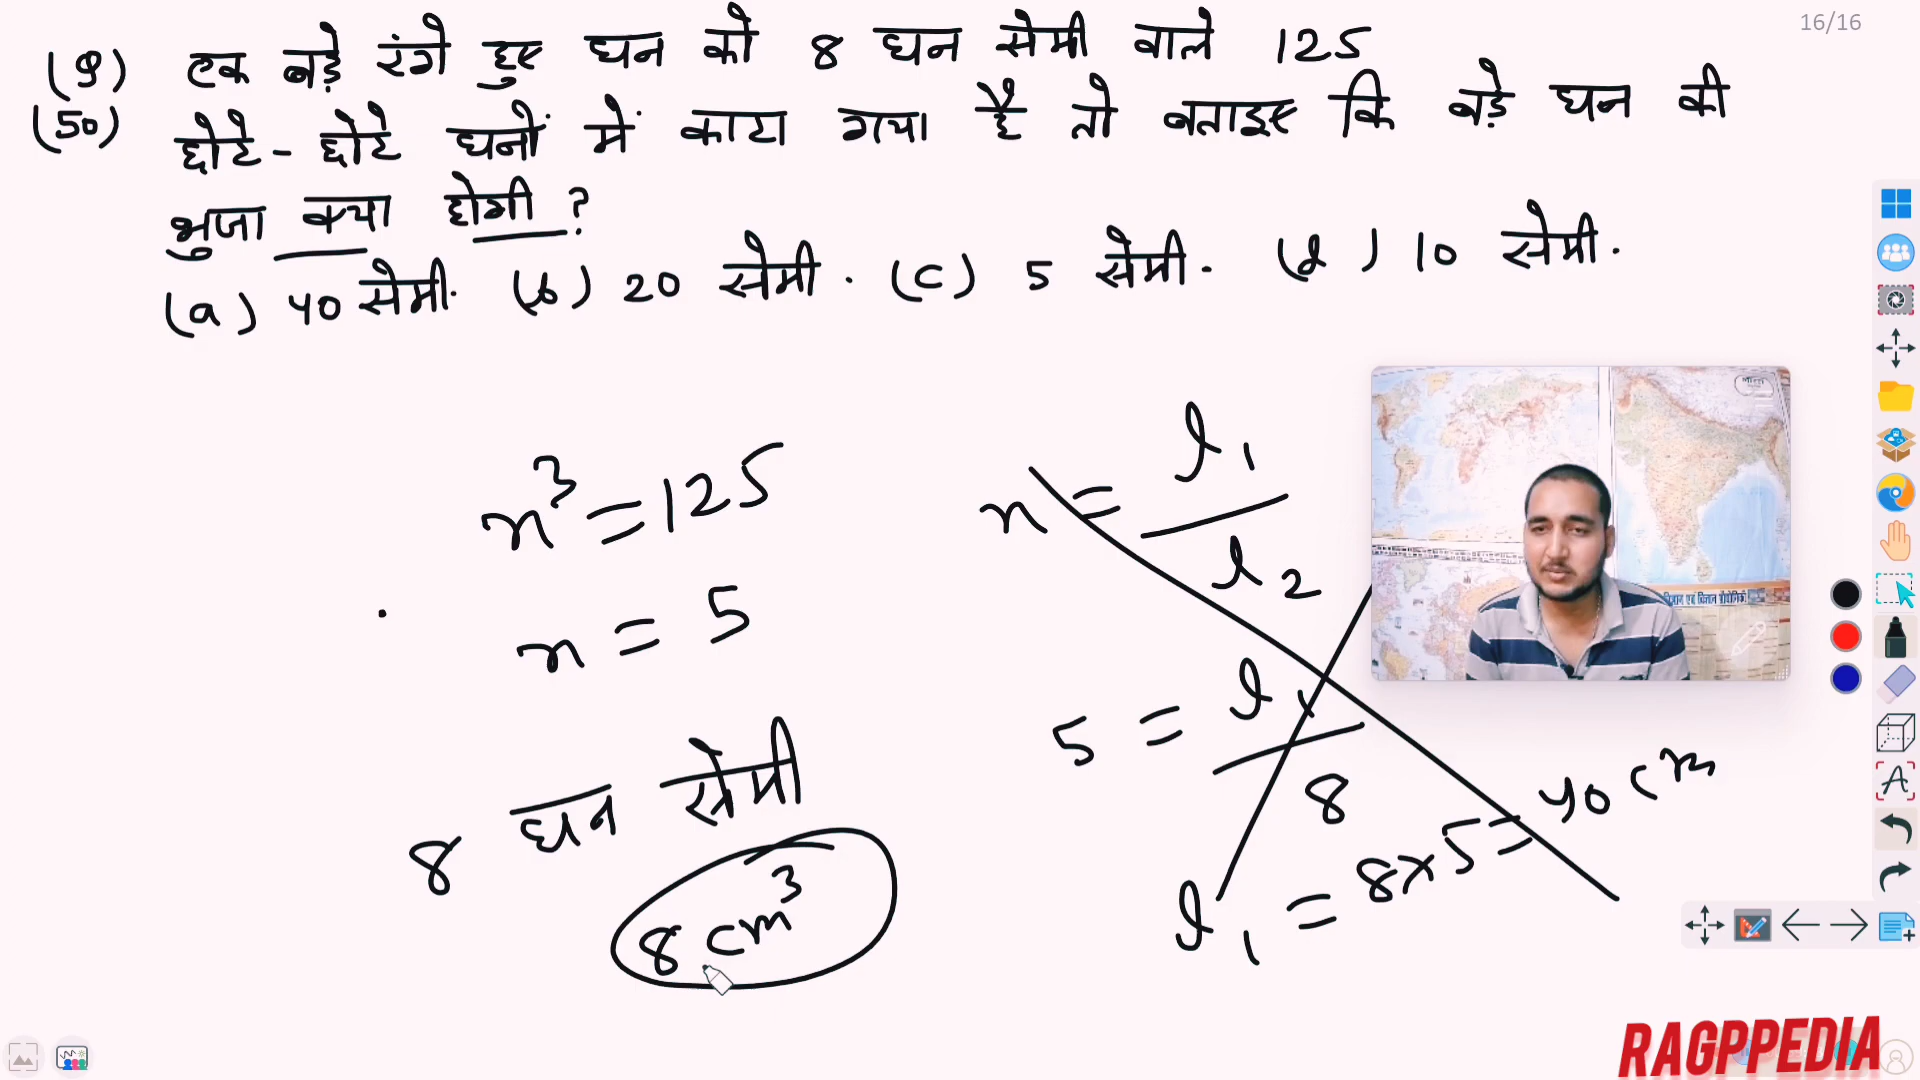 16/16
(Q) एक बड़े रंगे हुए घन को 8 घन सेमी वाले 125
(50) छोटे-छोटे घनों में काटा गया है तो बताइए कि बड़े घन की
भुजा क्या होगी ?
(a) 40 सेमी. (b) 20 सेमी. (c) 5 सेमी. (d) 10 सेमी.
n³ = 125
n = 5
8 घन सेमी
8 cm³
n = l₁/l₂
5 = l₁/8
l₁ = 8×5 = 40 cm
RAGPPEDIA